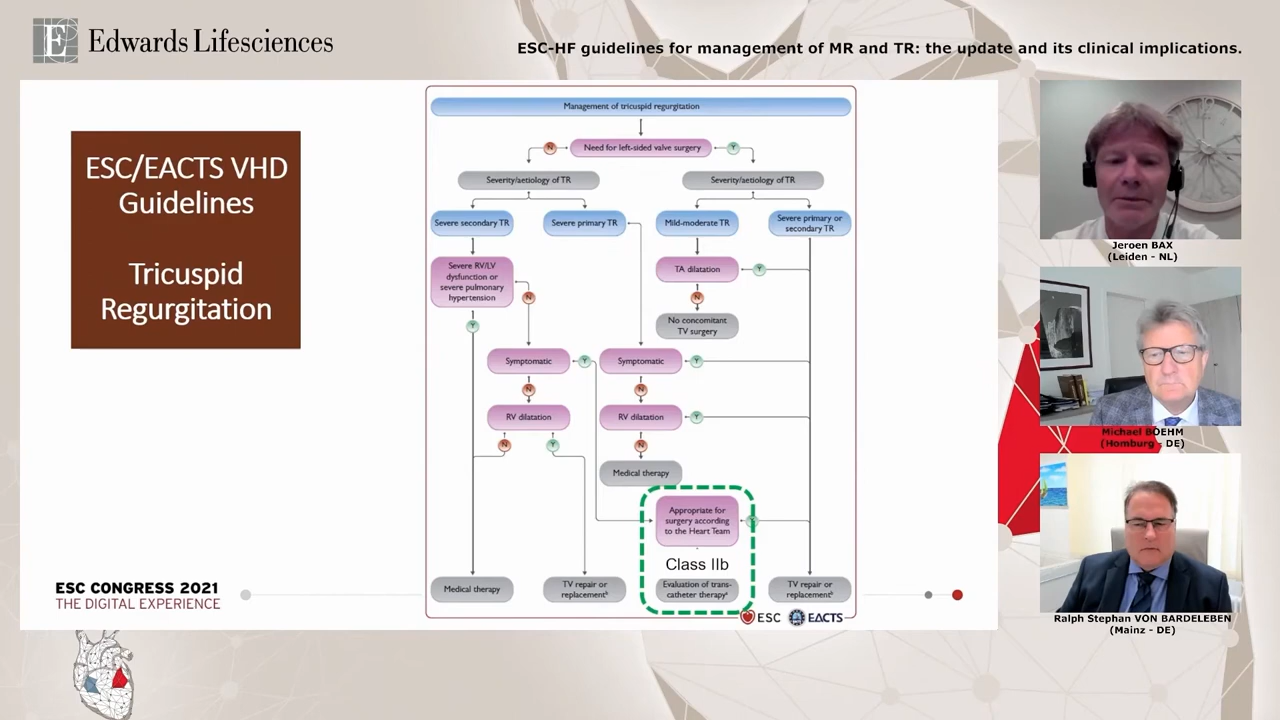 E Edwards Lifesciences
ESC-HF guidelines for management of MR and TR: the update and its clinical implications.
ESC/EACTS VHD
Guidelines
Tricuspid
Regurgitation
Management of tricuspid regurgitation
N
Need for left-sided valve surgery
Y
Severity/aetiology of TR
Severity/aetiology of TR
Severe secondary TR
Severe primary TR
Mild-moderate TR
Severe primary or
secondary TR
Severe RV/LV
dysfunction or
severe pulmonary
hypertension
N
Y
TA dilatation
Y
N
No concomitant
TV surgery
Symptomatic
Y
Symptomatic
Y
N
N
RV dilatation
RV dilatation
Y
N
Y
N
Medical therapy
Appropriate for
surgery according
to the Heart Team
Y
Class IIb
Medical therapy
TV repair or
replacementb
Evaluation of trans-
catheter therapya
TV repair or
replacementb
ESC
EACTS
ESC CONGRESS 2021
THE DIGITAL EXPERIENCE
Jeroen BAX
(Leiden - NL)
Michael BOEHM
(Homburg - DE)
Ralph Stephan VON BARDELEBEN
(Mainz - DE)